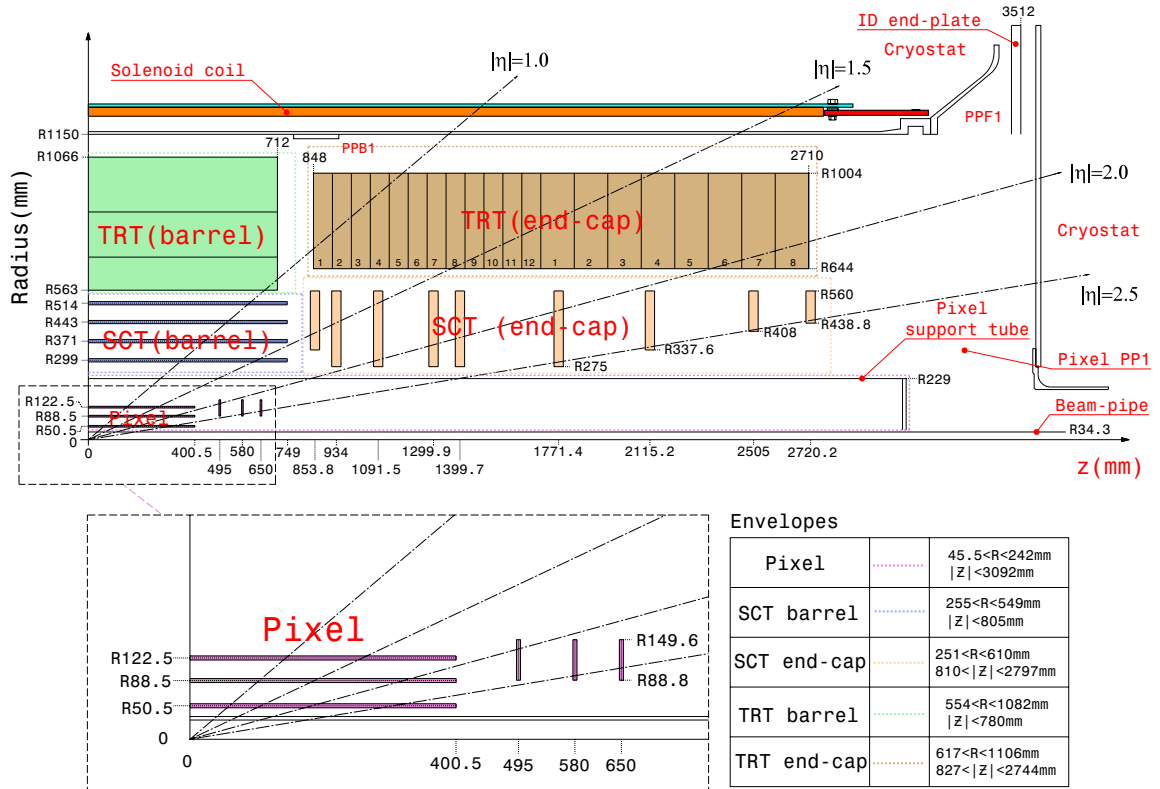 3512
ID end-plate
Cryostat
|η|=1.0
|η|=1.5
Solenoid coil
PPF1
R1150
712
PPB1
R1066
848
2710
R1004
|η|=2.0
TRT(barrel)
TRT(end-cap)
Cryostat
Radius(mm)
1 2 3 4 5 6 7 8 9 10 11 12 1 2 3 4 5 6 7 8
R644
R563
R560
|η|=2.5
R514
Pixel
support tube
R443
SCT(barrel)
SCT (end-cap)
R438.8
R408
R371
R337.6
Pixel PP1
R299
R275
R229
R122.5
R88.5
Pixel
Beam-pipe
R50.5
R34.3
0
0
400.5
580
749
934
1299.9
1771.4
2115.2
2505
2720.2
495
650
853.8
1091.5
1399.7
z(mm)
Envelopes
Pixel
45.5<R<242mm
|Z|<3092mm
SCT barrel
255<R<549mm
|Z|<805mm
SCT end-cap
251<R<610mm
810<|Z|<2797mm
TRT barrel
554<R<1082mm
|Z|<780mm
TRT end-cap
617<R<1106mm
827<|Z|<2744mm
Pixel
R149.6
R122.5
R88.5
R88.8
R50.5
0
0
400.5
495
580
650